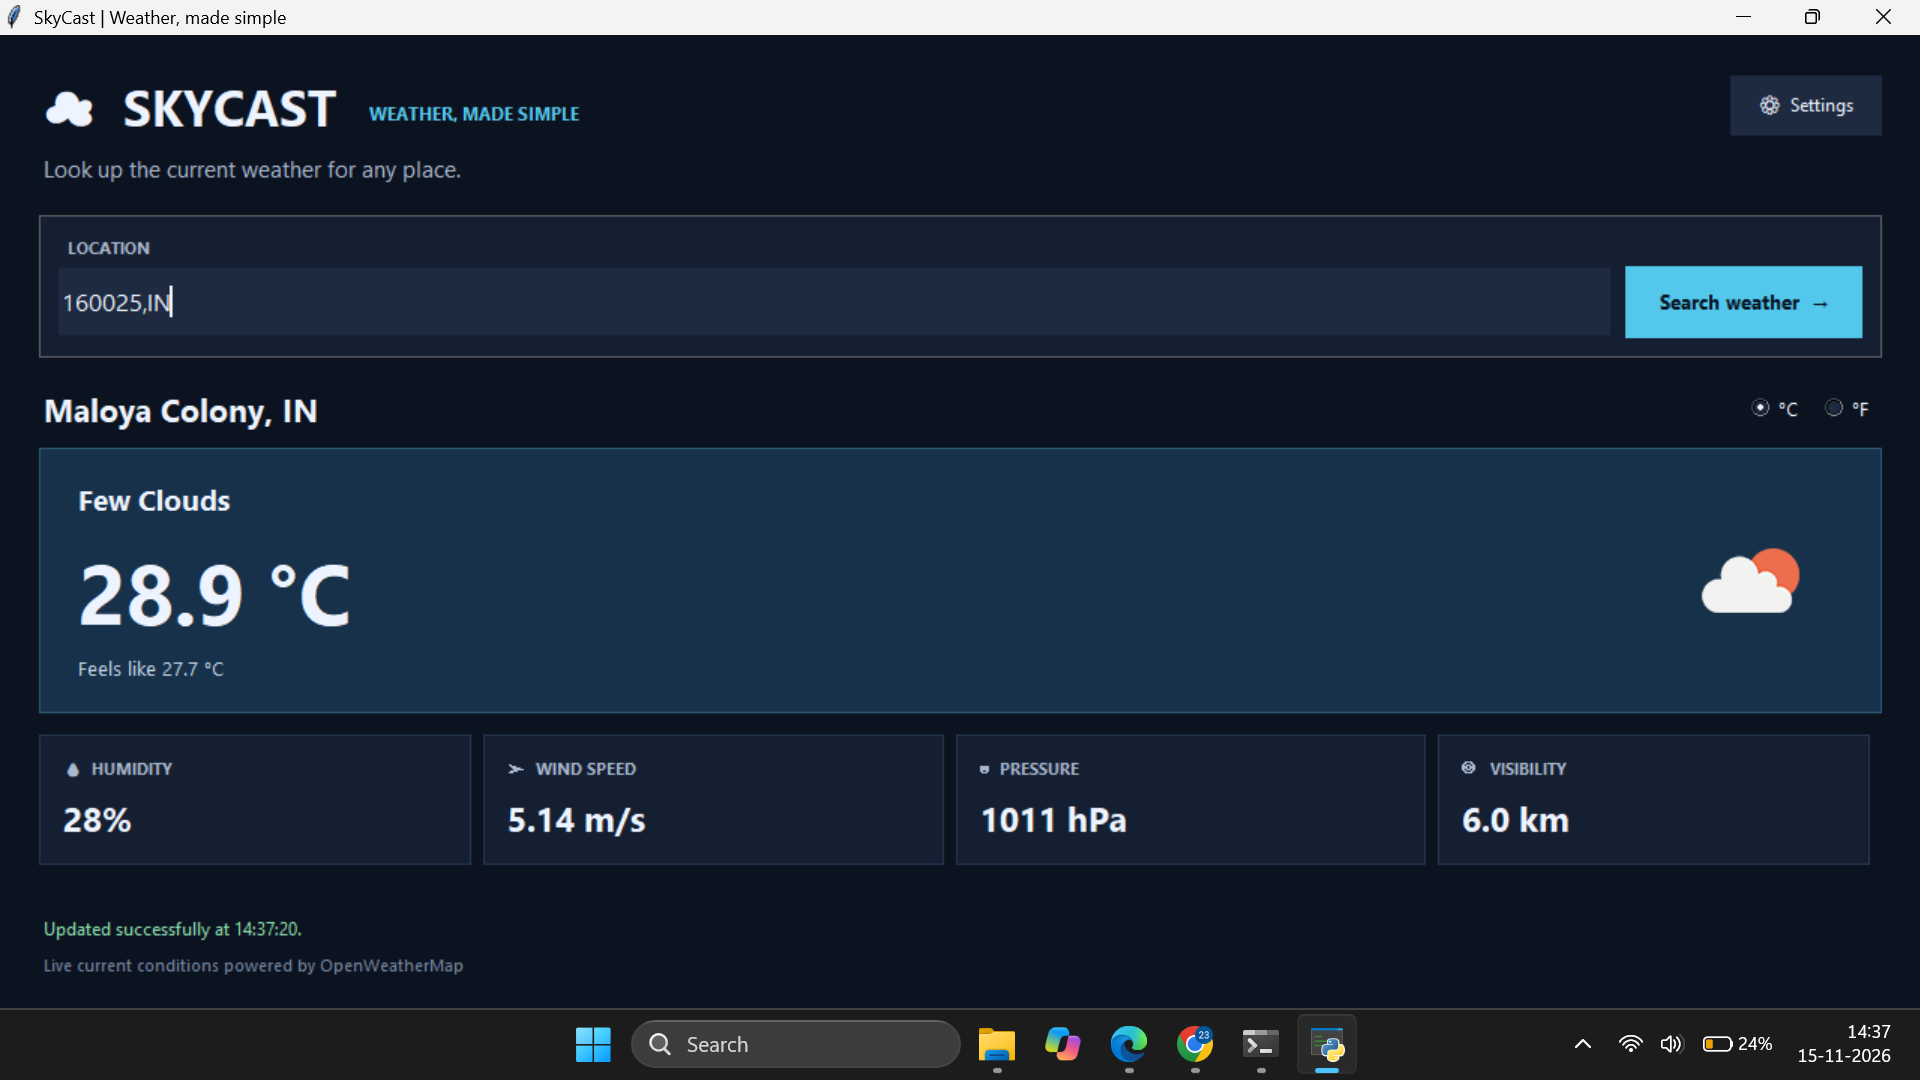 SkyCast | Weather, made simple
SKYCAST WEATHER, MADE SIMPLE
Settings
Look up the current weather for any place.
LOCATION
160025,IN
Search weather →
Maloya Colony, IN
°C °F
Few Clouds
28.9 °C
Feels like 27.7 °C
HUMIDITY WIND SPEED PRESSURE VISIBILITY
28% 5.14 m/s 1011 hPa 6.0 km
Updated successfully at 14:37:20.
Live current conditions powered by OpenWeatherMap
Search 23 24% 14:37
15-11-2026